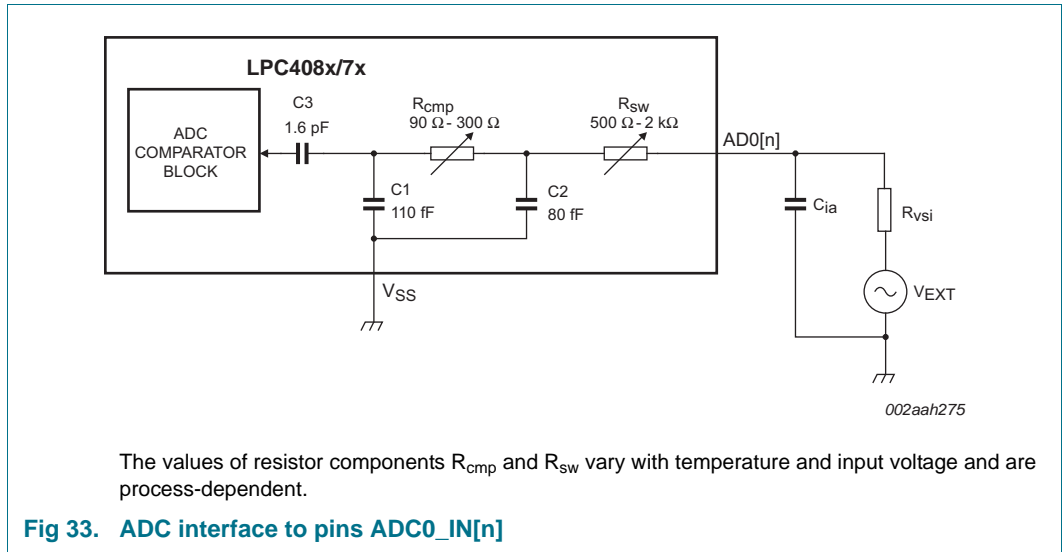 LPC408x/7x
ADC
COMPARATOR
BLOCK
C3
1.6 pF
Rcmp
90 Ω - 300 Ω
Rsw
500 Ω - 2 kΩ
AD0[n]
C1
110 fF
C2
80 fF
Cia
Rvsi
VEXT
VSS
002aah275
The values of resistor components Rcmp and Rsw vary with temperature and input voltage and are
process-dependent.
Fig 33. ADC interface to pins ADC0_IN[n]